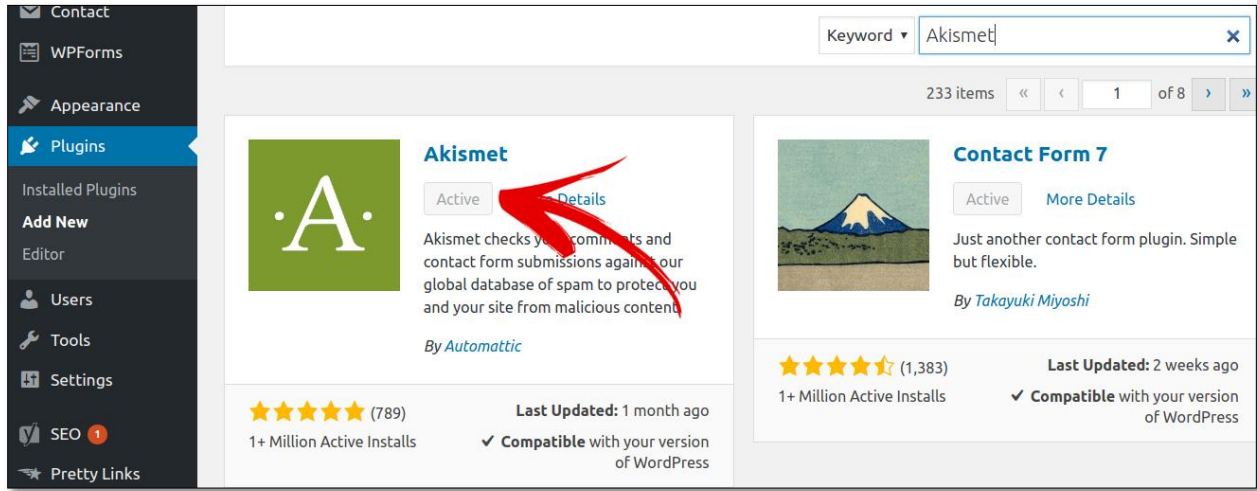 Contact
WPForms
Appearance
Plugins
Installed Plugins
Add New
Editor
Users
Tools
Settings
SEO 1
Pretty Links
Keyword Akismet
233 items « ‹ 1 of 8 › »
·A·
Akismet
Active Details
Akismet checks your comments and
contact form submissions against our
global database of spam to protect you
and your site from malicious content
By Automattic
(789)
1+ Million Active Installs
Last Updated: 1 month ago
Compatible with your version
of WordPress
Contact Form 7
Active More Details
Just another contact form plugin. Simple
but flexible.
By Takayuki Miyoshi
(1,383)
1+ Million Active Installs
Last Updated: 2 weeks ago
Compatible with your version
of WordPress